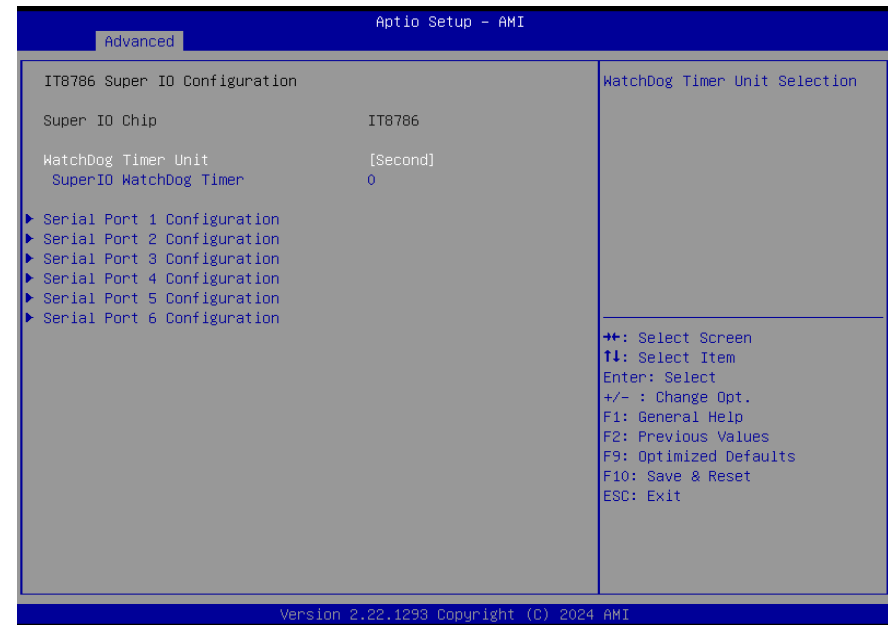 Aptio Setup – AMI
Advanced
IT8786 Super IO Configuration
Super IO Chip IT8786
WatchDog Timer Unit [Second]
SuperIO WatchDog Timer 0
Serial Port 1 Configuration
Serial Port 2 Configuration
Serial Port 3 Configuration
Serial Port 4 Configuration
Serial Port 5 Configuration
Serial Port 6 Configuration
WatchDog Timer Unit Selection
→←: Select Screen
↑↓: Select Item
Enter: Select
+/- : Change Opt.
F1: General Help
F2: Previous Values
F9: Optimized Defaults
F10: Save & Reset
ESC: Exit
Version 2.22.1293 Copyright (C) 2024 AMI